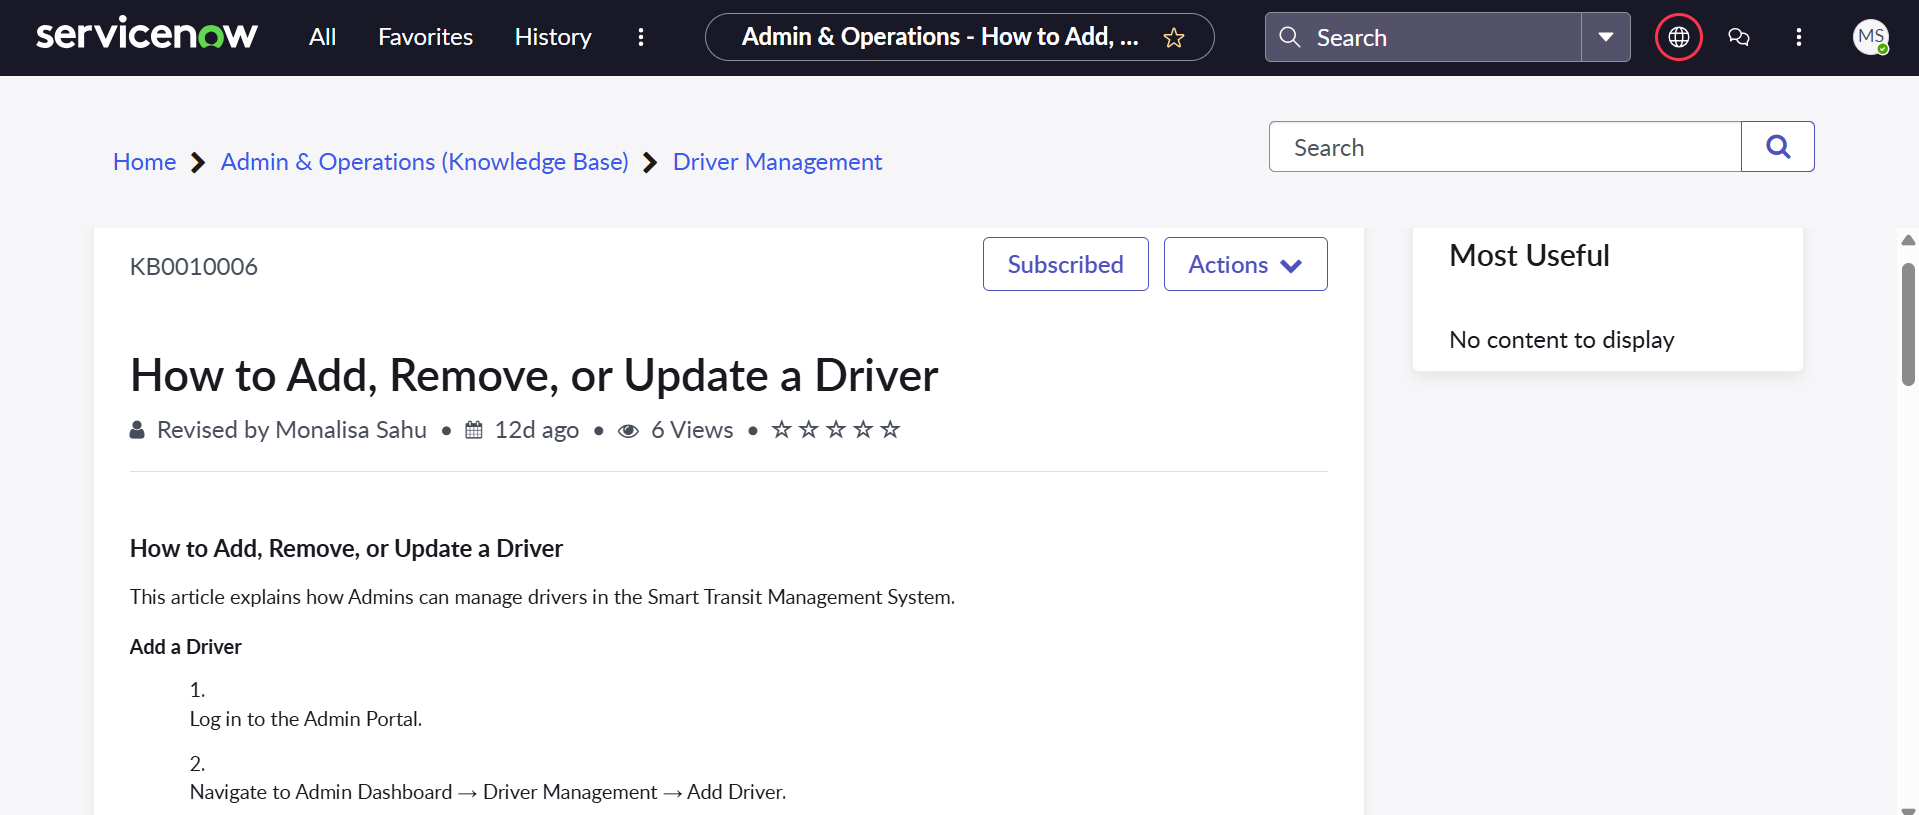 servicenow All Favorites History Admin & Operations - How to Add, ... Search MS
Home Admin & Operations (Knowledge Base) Driver Management Search
KB0010006 Subscribed Actions
Most Useful
No content to display
How to Add, Remove, or Update a Driver
Revised by Monalisa Sahu • 12d ago • 6 Views •
How to Add, Remove, or Update a Driver
This article explains how Admins can manage drivers in the Smart Transit Management System.
Add a Driver
1.
Log in to the Admin Portal.
2.
Navigate to Admin Dashboard → Driver Management → Add Driver.